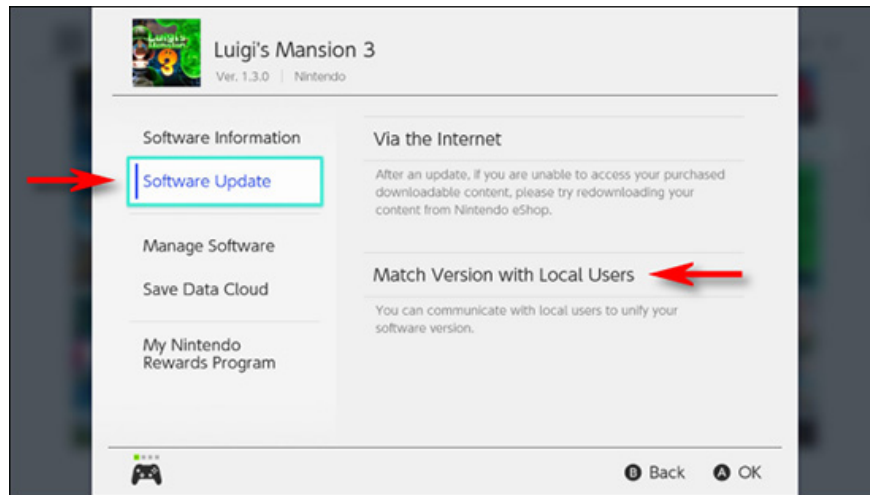 Luigi's Mansion 3
Ver. 1.3.0 | Nintendo
Software Information
Software Update
Manage Software
Save Data Cloud
My Nintendo
Rewards Program
Via the Internet
After an update, if you are unable to access your purchased
downloadable content, please try redownloading your
content from Nintendo eShop.
Match Version with Local Users
You can communicate with local users to unify your
software version.
B Back A OK